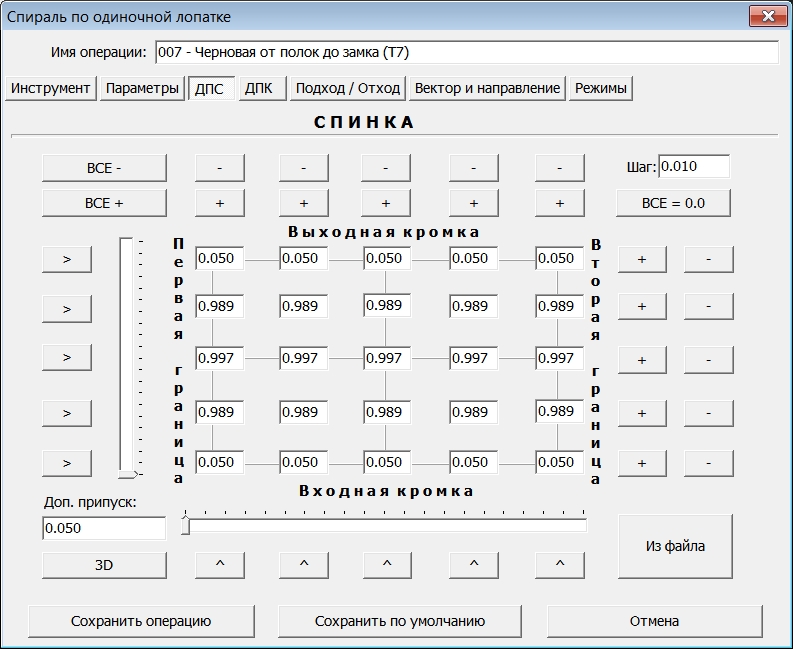 Спираль по одиночной лопатке
Имя операции: 007 - Черновая от полок до замка (Т7)
Инструмент Параметры ДПС ДПК Подход / Отход Вектор и направление Режимы
СПИНКА
ВСЕ - - - - - - Шаг: 0.010
ВСЕ + + + + + + ВСЕ = 0.0
Выходная кромка
Первая граница
Вторая граница
> 0.050 0.050 0.050 0.050 0.050 + -
> 0.989 0.989 0.989 0.989 0.989 + -
> 0.997 0.997 0.997 0.997 0.997 + -
> 0.989 0.989 0.989 0.989 0.989 + -
> 0.050 0.050 0.050 0.050 0.050 + -
Входная кромка
Доп. припуск:
0.050
Из файла
3D ^ ^ ^ ^ ^
Сохранить операцию Сохранить по умолчанию Отмена